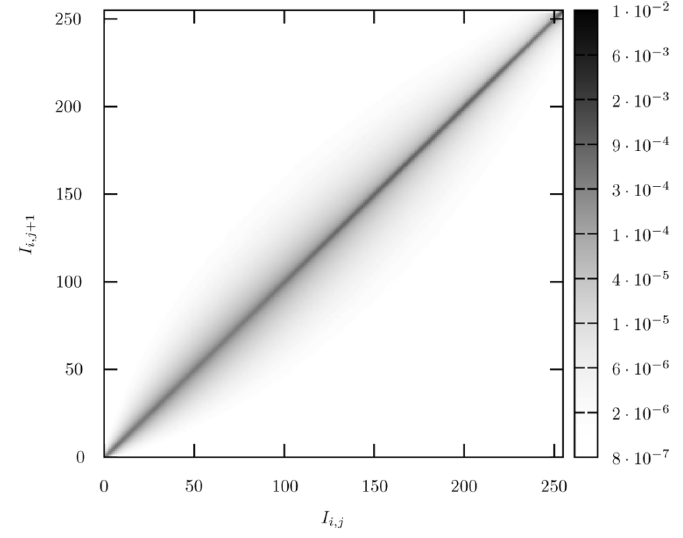 250
200
150
100
50
0
I_{i,j+1}
0 50 100 150 200 250
I_{i,j}
1 · 10^{-2}
6 · 10^{-3}
2 · 10^{-3}
9 · 10^{-4}
3 · 10^{-4}
1 · 10^{-4}
4 · 10^{-5}
1 · 10^{-5}
6 · 10^{-6}
2 · 10^{-6}
8 · 10^{-7}